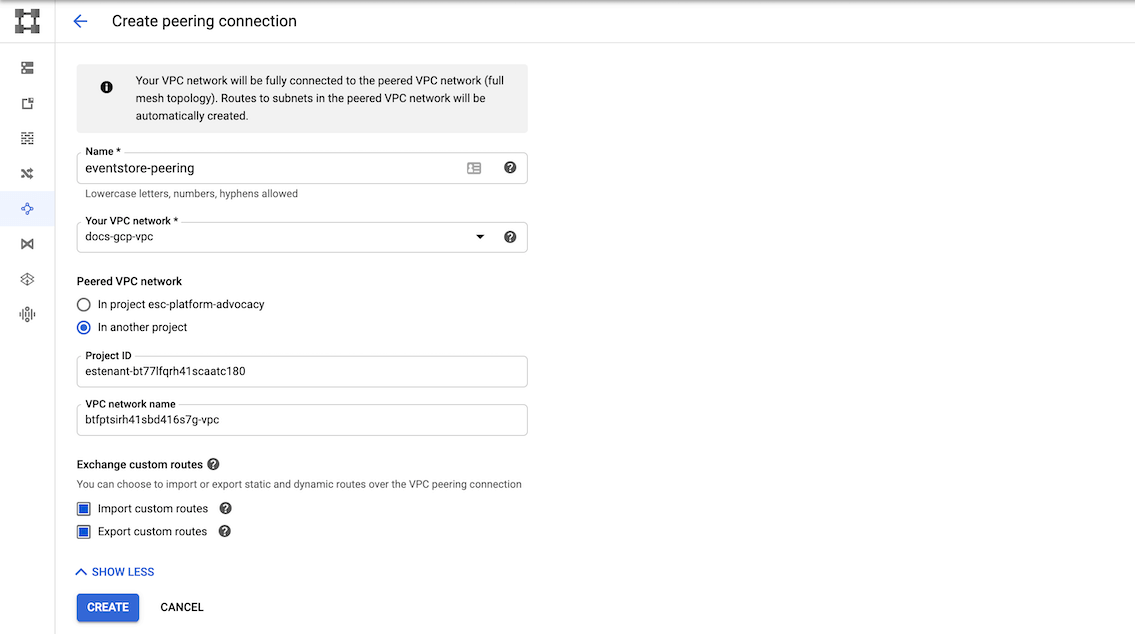 Create peering connection
Your VPC network will be fully connected to the peered VPC network (full
mesh topology). Routes to subnets in the peered VPC network will be
automatically created.
Name *
eventstore-peering
Lowercase letters, numbers, hyphens allowed
Your VPC network *
docs-gcp-vpc
Peered VPC network
In project esc-platform-advocacy
In another project
Project ID
estenant-bt77lfqrh41scaatc180
VPC network name
btfptsirh41sbd416s7g-vpc
Exchange custom routes
You can choose to import or export static and dynamic routes over the VPC peering connection
Import custom routes
Export custom routes
SHOW LESS
CREATE CANCEL